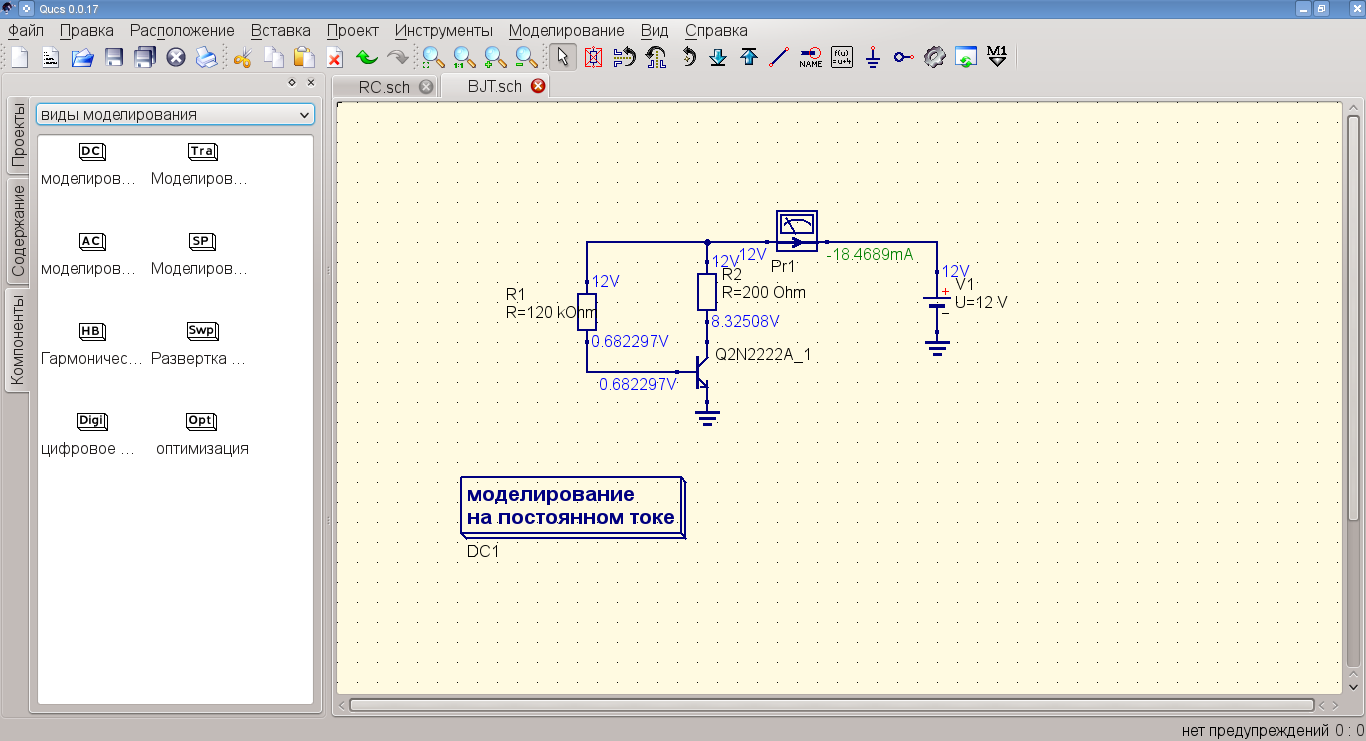 Qucs 0.0.17
Файл Правка Расположение Вставка Проект Инструменты Моделирование Вид Справка
1:1
NAME
f(ω)
=u+4
M1
RC.sch BJT.sch
Проекты
Содержание
Компоненты
виды моделирования
DC Tra
моделиров... Моделиров...
AC SP
моделиров... Моделиров...
HB Swp
Гармоничес... Развертка ...
Digi Opt
цифровое ... оптимизация
12V 12V
-18.4689mA
Pr1
12V
R2
R=200 Ohm
12V
V1
U=12 V
R1
R=120 kOhm
8.32508V
0.682297V
Q2N2222A_1
0.682297V
моделирование
на постоянном токе
DC1
нет предупреждений 0 : 0